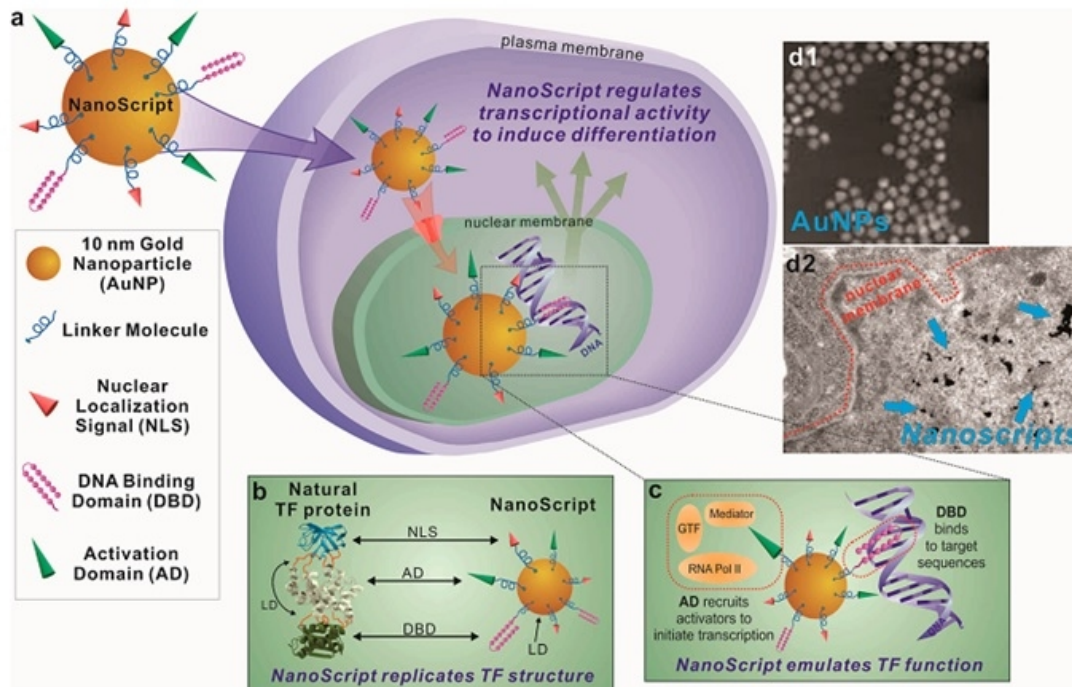 a
NanoScript
plasma membrane
NanoScript regulates
transcriptional activity
to induce differentiation
nuclear membrane
DNA
10 nm Gold
Nanoparticle
(AuNP)
Linker Molecule
Nuclear
Localization
Signal (NLS)
DNA Binding
Domain (DBD)
Activation
Domain (AD)
d1
AuNPs
d2
nuclear
membrane
Nanoscripts
b
Natural
TF protein
NanoScript
NLS
AD
LD
DBD
LD
NanoScript replicates TF structure
c
GTF
Mediator
RNA Pol II
AD recruits
activators to
initiate transcription
DBD
binds
to target
sequences
NanoScript emulates TF function